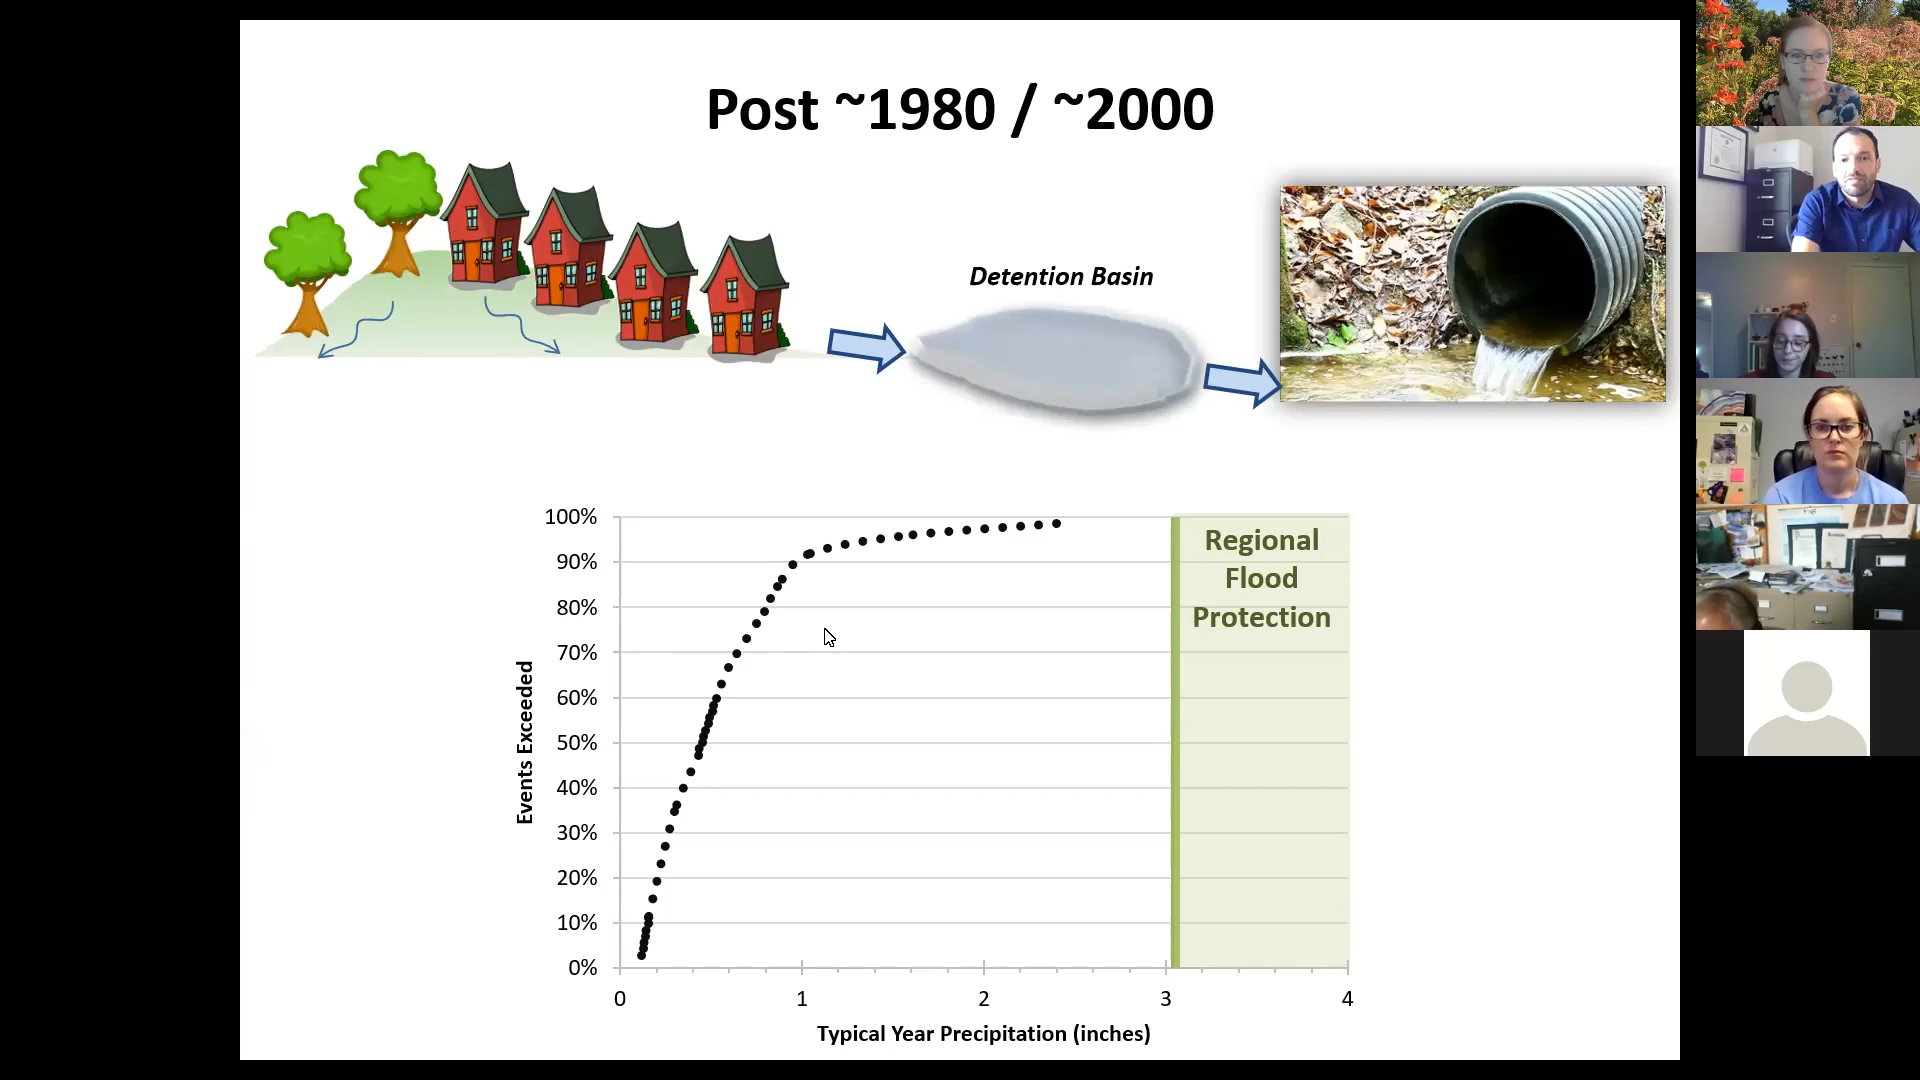 Post ~1980 / ~2000
Detention Basin
100%
90%
80%
70%
60%
50%
40%
30%
20%
10%
0%
Events Exceeded
0
1
2
3
4
Typical Year Precipitation (inches)
Regional
Flood
Protection